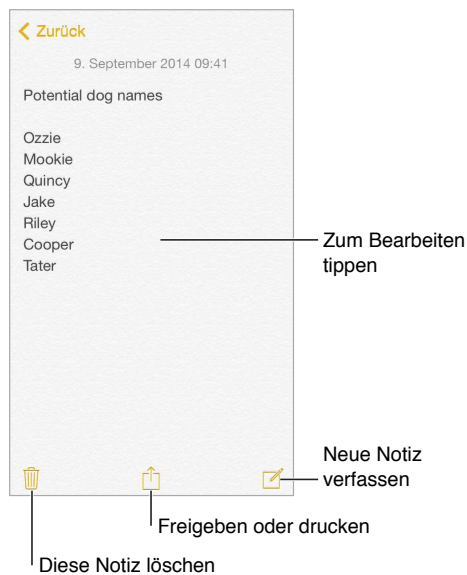 Zurück
9. September 2014 09:41
Potential dog names
Ozzie
Mookie
Quincy
Jake
Riley
Cooper
Tater
Zum Bearbeiten
tippen
Neue Notiz
verfassen
Freigeben oder drucken
Diese Notiz löschen